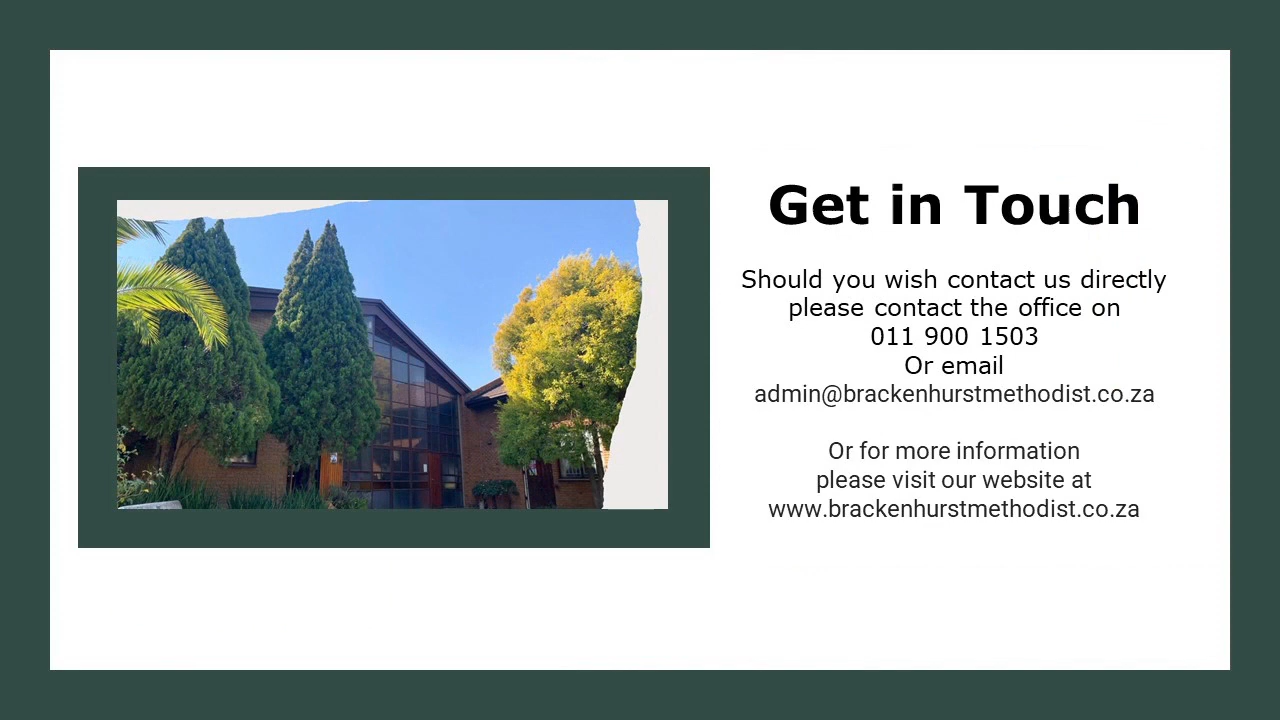 Get in Touch
Should you wish contact us directly
please contact the office on
011 900 1503
Or email
admin@brackenhurstmethodist.co.za
Or for more information
please visit our website at
www.brackenhurstmethodist.co.za